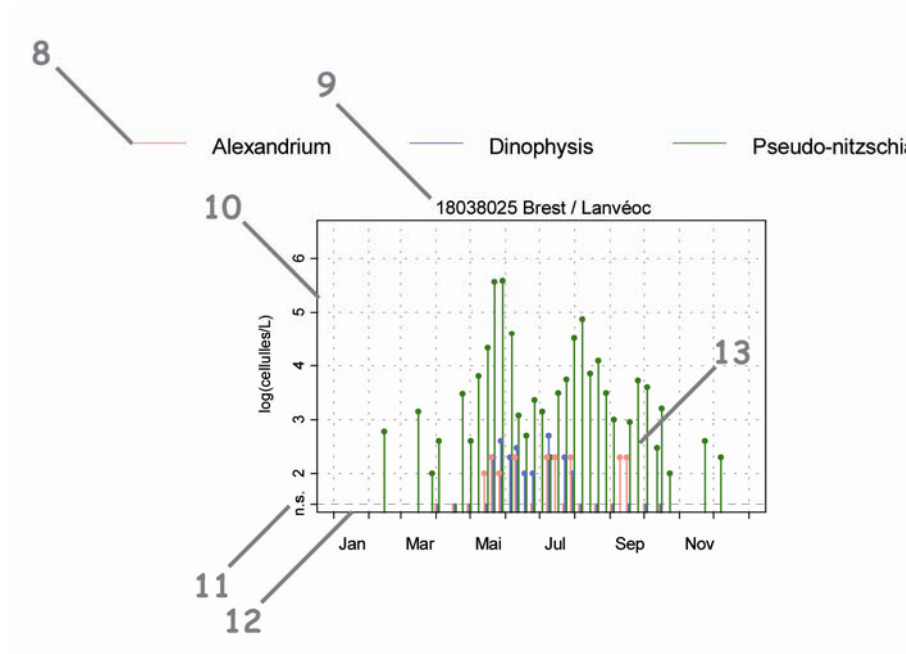 8
9
Alexandrium Dinophysis Pseudo-nitzschia
10
18038025 Brest / Lanvéoc
6
5
4
3
2
n.s.
log(cellulles/L)
13
Jan Mar Mai Jul Sep Nov
11
12